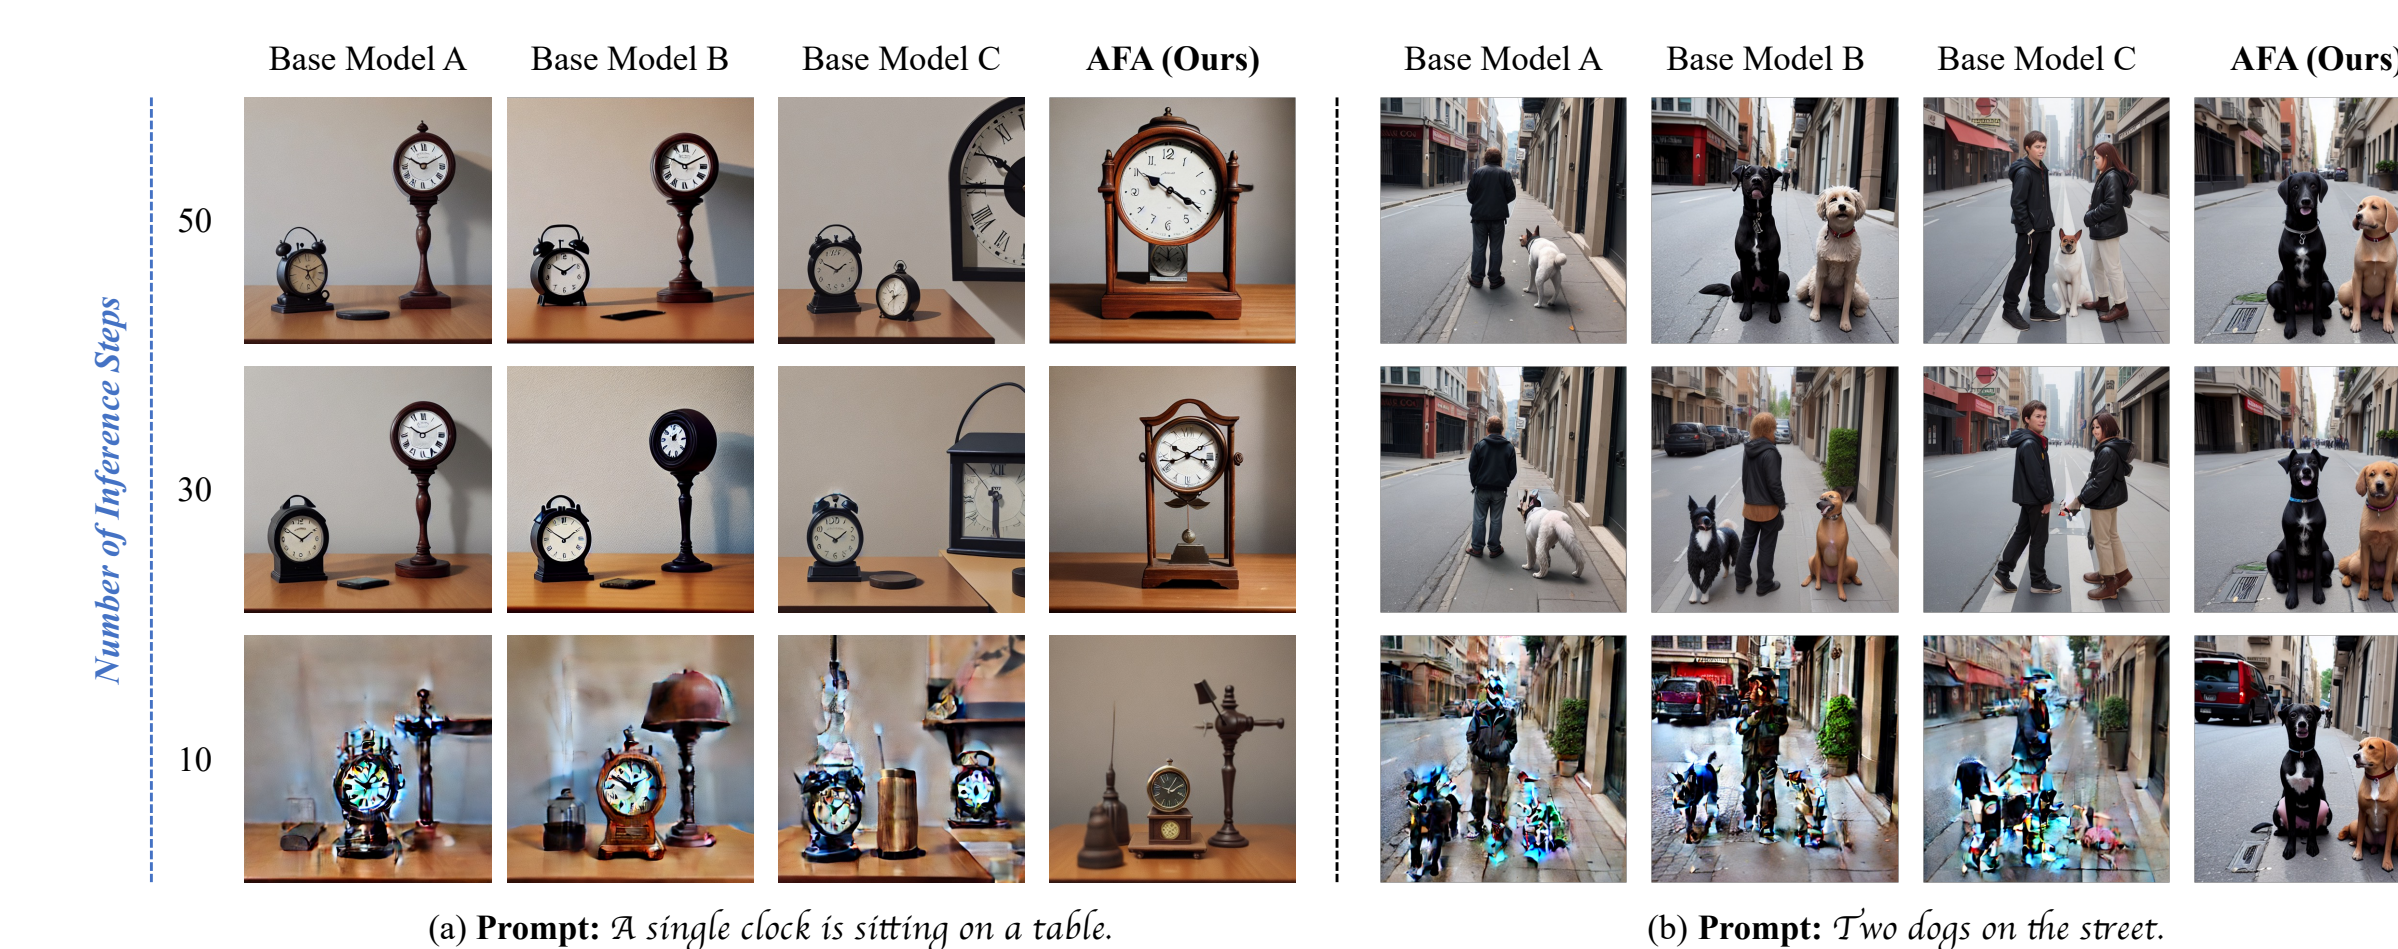 Base Model A Base Model B Base Model C AFA (Ours) Base Model A Base Model B Base Model C AFA (Ours)
Number of Inference Steps
50
30
10
(a) Prompt: A single clock is sitting on a table. (b) Prompt: Two dogs on the street.